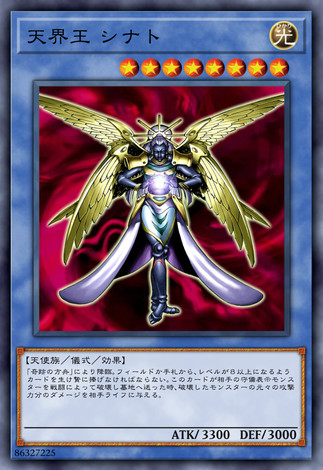 天界王 シナト
光
【天使族／儀式／効果】
「奇跡の方舟」により降臨。フィールドか手札から、レベルが８以上になるよう
カードを生け贄に捧げなければならない。このカードが相手の守備表示モンス
ターを戦闘によって破壊し墓地へ送った時、破壊したモンスターの元々の攻撃
力分のダメージを相手ライフに与える。
ATK/ 3300 DEF/3000
86327225